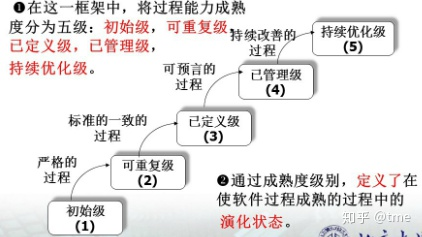 ❶在这一框架中，将过程能力成熟
度分为五级：初始级，可重复级，
已定义级，已管理级，
持续优化级。
持续改善的
过程
持续优化级
(5)
可预言的
过程
已管理级
(4)
标准的一致的
过程
已定义级
(3)
严格的
过程
可重复级
(2)
初始级
(1)
❷通过成熟度级别，定义了在
使软件过程成熟的过程中的
演化状态。
知乎 @tme